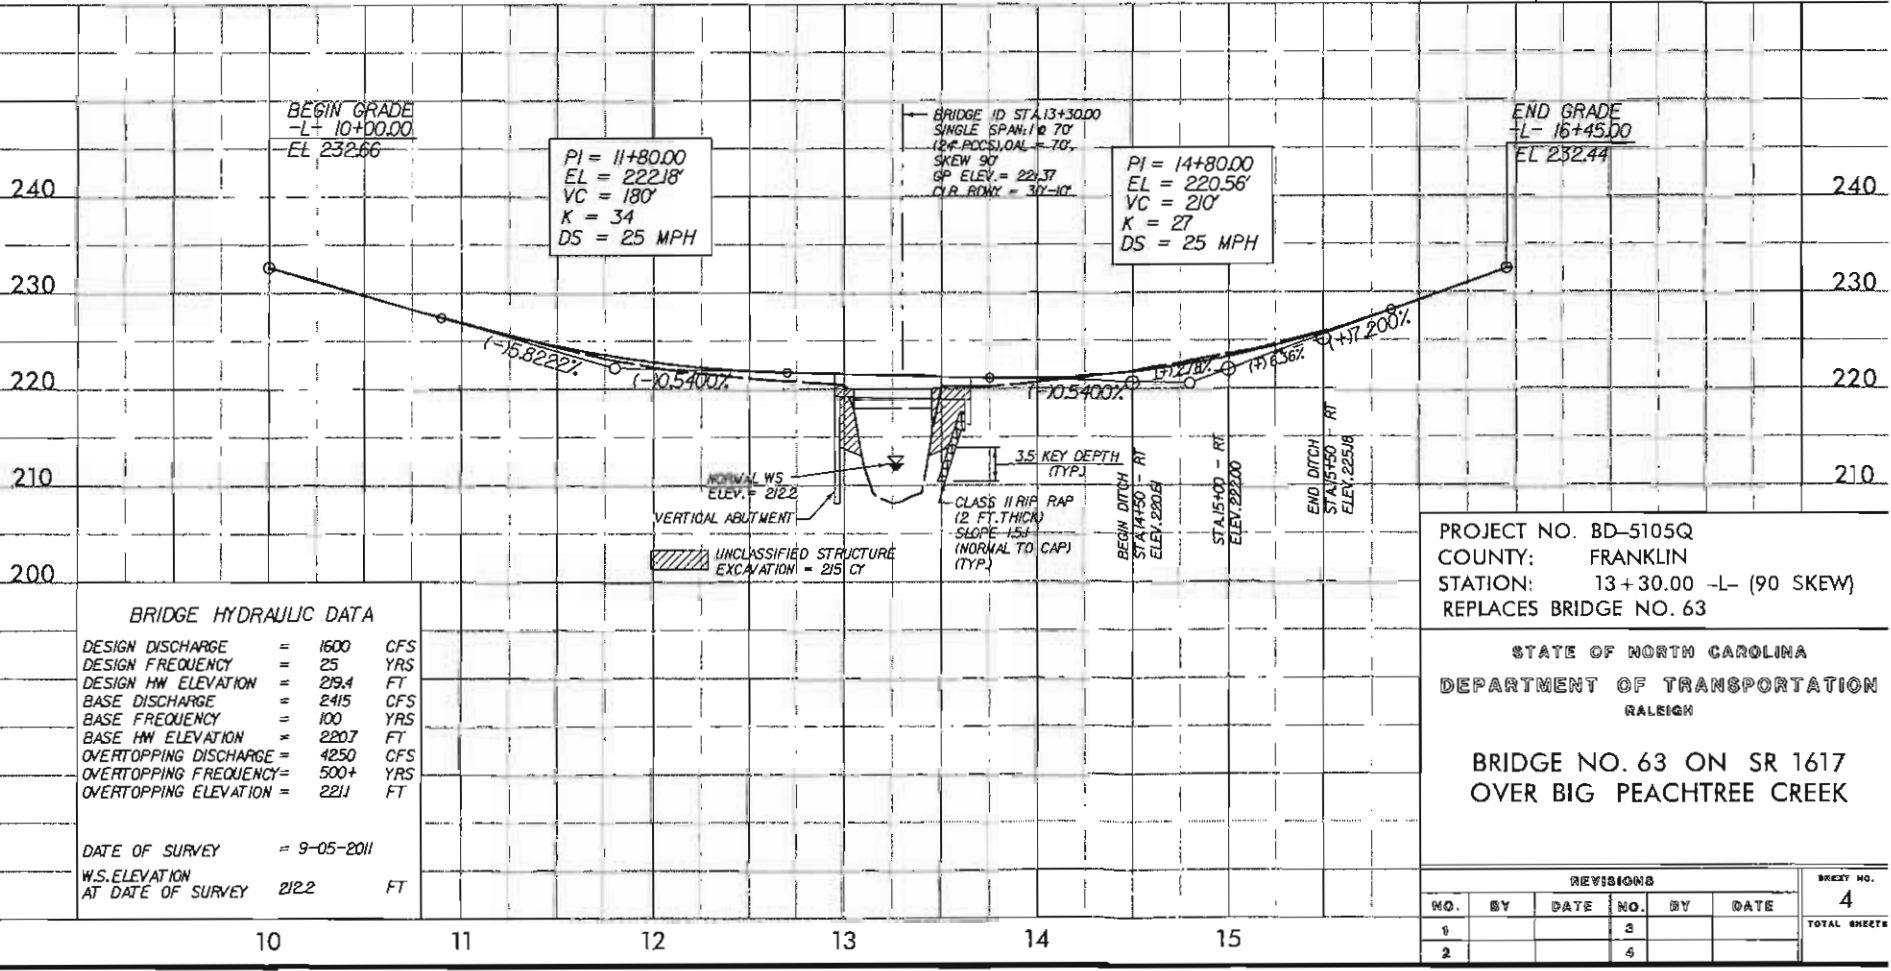 BEGIN GRADE
-L- 10+00.00
EL 232.66
BRIDGE ID STA.13+30.00
SINGLE SPAN: 1 @ 70'
SKEW 90°
CLR. RDWY = 30'-10"
END GRADE
-L- 16+45.00
EL 232.44
PI = 11+80.00
EL = 222.18'
VC = 180'
K = 34
DS = 25 MPH
PI = 14+80.00
EL = 220.56'
VC = 210'
K = 27
DS = 25 MPH
240
240
230
230
220
220
210
210
200
(-)5.8222%
(-)0.5400%
(-)0.5400%
(+)6.36%
(+)7.200%
NORMAL WS
ELEV. = 212.2
VERTICAL ABUTMENT
3.5 KEY DEPTH
(TYP.)
CLASS II RIP RAP
(2 FT. THICK)
SLOPE 1.5:1
(NORMAL TO CAP)
(TYP.)
UNCLASSIFIED STRUCTURE
EXCAVATION = 215 CY
BEGIN DITCH
STA.14+50 - RT
ELEV.220.61
STA.15+00 - RT
ELEV.222.00
END DITCH
STA.15+50 - RT
ELEV.225.18
BRIDGE HYDRAULIC DATA
DESIGN DISCHARGE = 1600 CFS
DESIGN FREQUENCY = 25 YRS
DESIGN HW ELEVATION = 219.4 FT
BASE DISCHARGE = 2415 CFS
BASE FREQUENCY = 100 YRS
BASE HW ELEVATION = 220.7 FT
OVERTOPPING DISCHARGE = 4250 CFS
OVERTOPPING FREQUENCY= 500+ YRS
OVERTOPPING ELEVATION = 221.1 FT
DATE OF SURVEY = 9-05-2011
W.S. ELEVATION
AT DATE OF SURVEY 212.2 FT
10 11 12 13 14 15
PROJECT NO. BD-5105Q
COUNTY: FRANKLIN
STATION: 13+30.00 -L- (90 SKEW)
REPLACES BRIDGE NO. 63
STATE OF NORTH CAROLINA
DEPARTMENT OF TRANSPORTATION
RALEIGH
BRIDGE NO. 63 ON SR 1617
OVER BIG PEACHTREE CREEK
REVISIONS
NO. BY DATE NO. BY DATE
1 3
2 4
SHEET NO.
4
TOTAL SHEETS